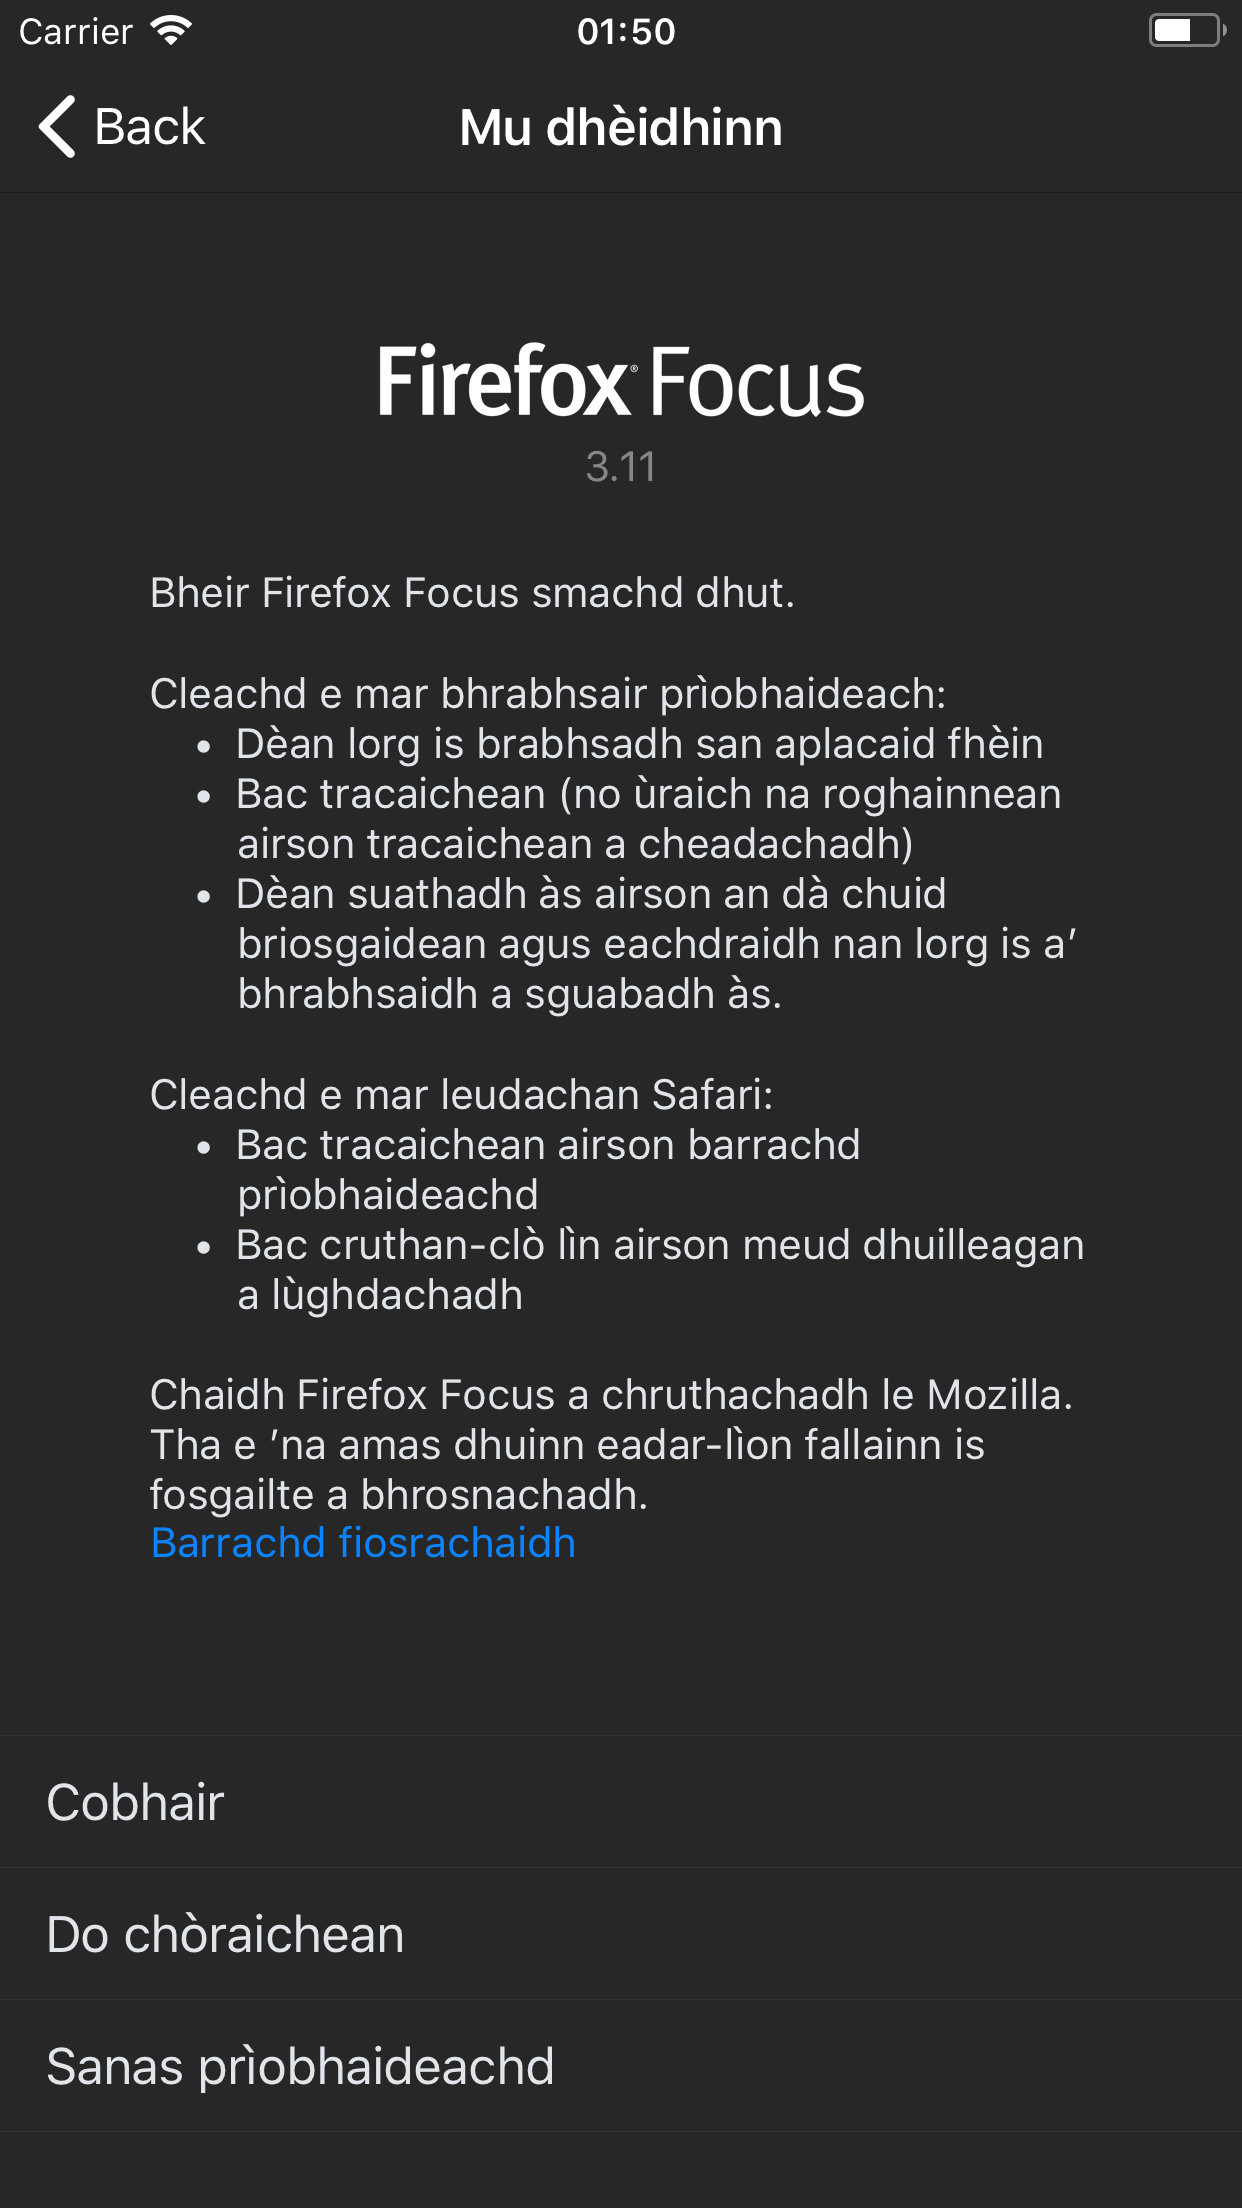 Carrier
01:50
Back
Mu dhèidhinn
Firefox® Focus
3.11
Bheir Firefox Focus smachd dhut.
Cleachd e mar bhrabhsair prìobhaideach:
• Dèan lorg is brabhsadh san aplacaid fhèin
• Bac tracaichean (no ùraich na roghainnean
airson tracaichean a cheadachadh)
• Dèan suathadh às airson an dà chuid
briosgaidean agus eachdraidh nan lorg is a’
bhrabhsaidh a sguabadh às.
Cleachd e mar leudachan Safari:
• Bac tracaichean airson barrachd
prìobhaideachd
• Bac cruthan-clò lìn airson meud dhuilleagan
a lùghdachadh
Chaidh Firefox Focus a chruthachadh le Mozilla.
Tha e ’na amas dhuinn eadar-lìon fallainn is
fosgailte a bhrosnachadh.
Barrachd fiosrachaidh
Cobhair
Do chòraichean
Sanas prìobhaideachd